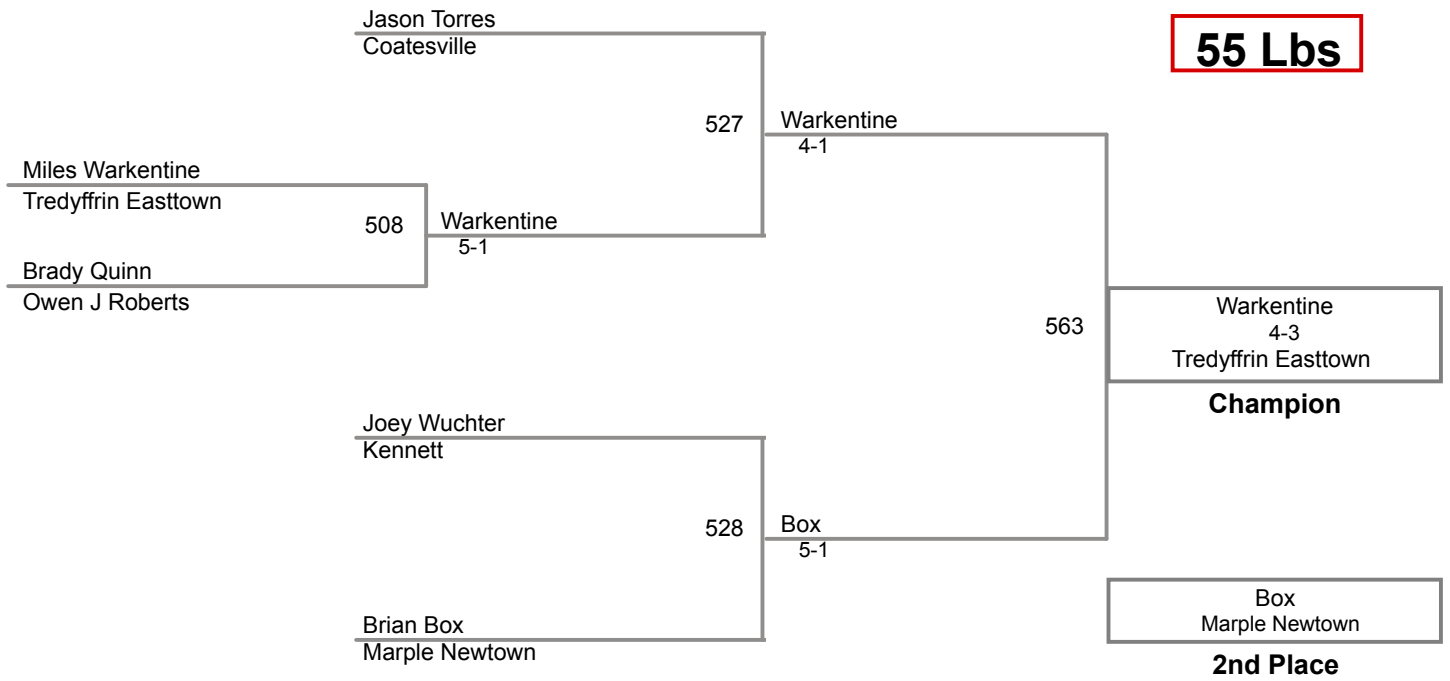 Jason Torres
Coatesville
55 Lbs
527
Warkentine
4-1
Miles Warkentine
Tredyffrin Easttown
508
Warkentine
5-1
Brady Quinn
Owen J Roberts
563
Warkentine
4-3
Tredyffrin Easttown
Champion
Joey Wuchter
Kennett
528
Box
5-1
Brian Box
Marple Newtown
Box
Marple Newtown
2nd Place